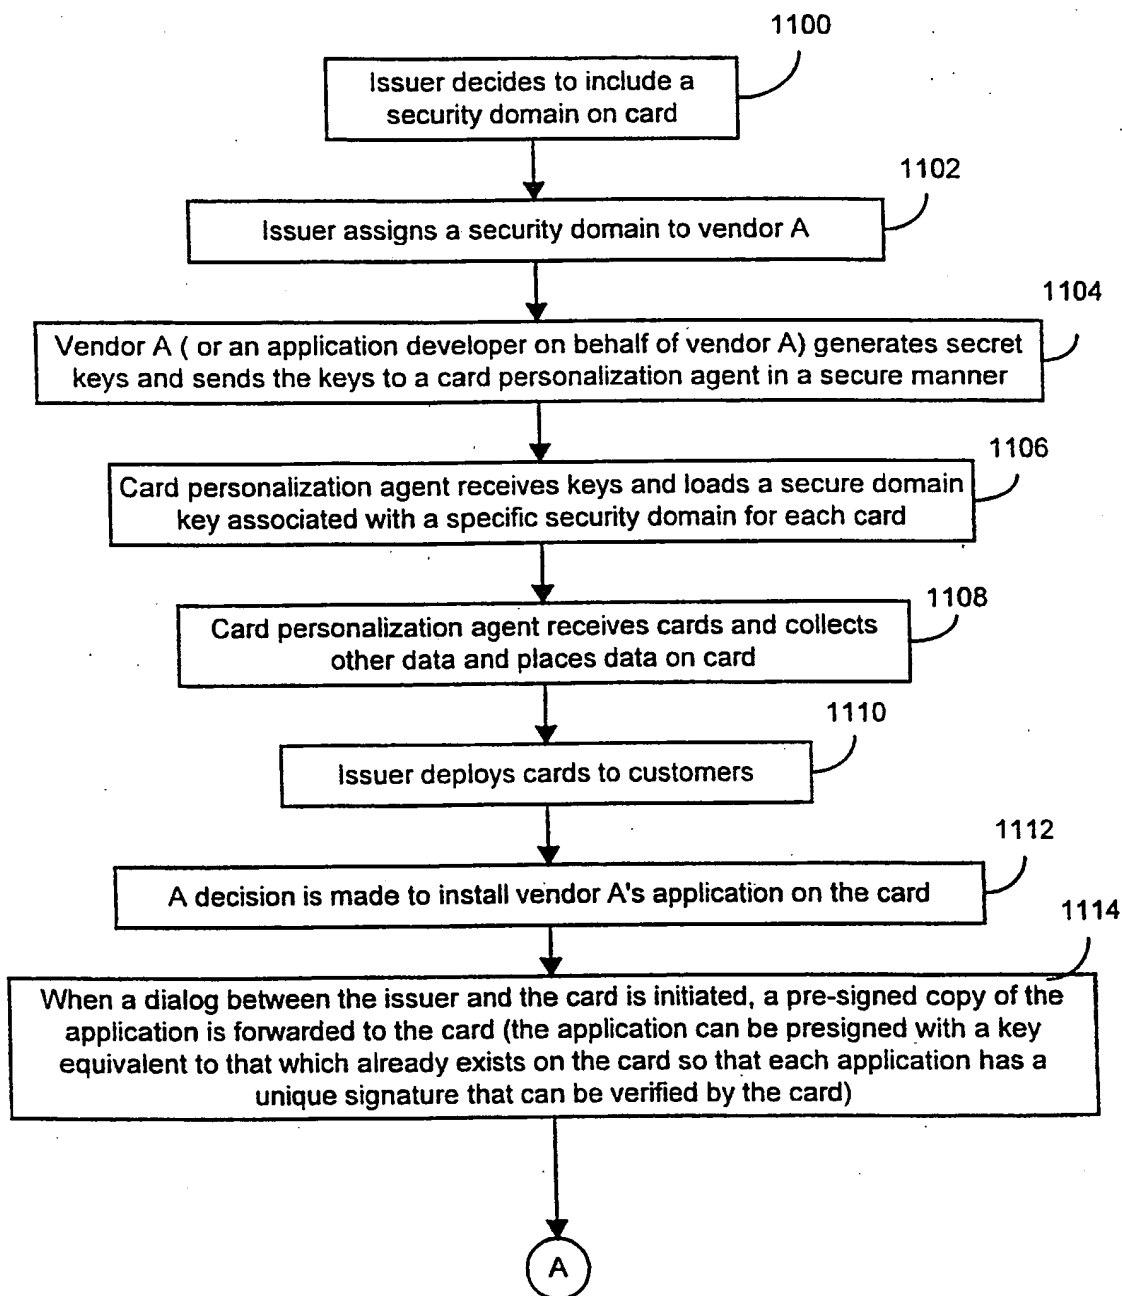 1100
Issuer decides to include a
security domain on card
1102
Issuer assigns a security domain to vendor A
1104
Vendor A ( or an application developer on behalf of vendor A) generates secret
keys and sends the keys to a card personalization agent in a secure manner
1106
Card personalization agent receives keys and loads a secure domain
key associated with a specific security domain for each card
1108
Card personalization agent receives cards and collects
other data and places data on card
1110
Issuer deploys cards to customers
1112
A decision is made to install vendor A's application on the card
1114
When a dialog between the issuer and the card is initiated, a pre-signed copy of the
application is forwarded to the card (the application can be presigned with a key
equivalent to that which already exists on the card so that each application has a
unique signature that can be verified by the card)
A